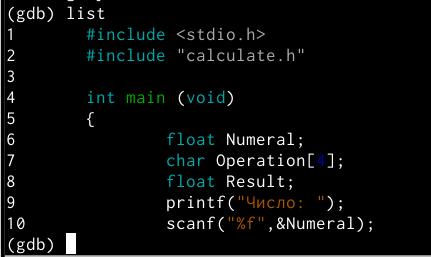 (gdb) list
1 #include <stdio.h>
2 #include "calculate.h"
3
4 int main (void)
5 {
6 float Numeral;
7 char Operation[4];
8 float Result;
9 printf("Число: ");
10 scanf("%f",&Numeral);
(gdb)